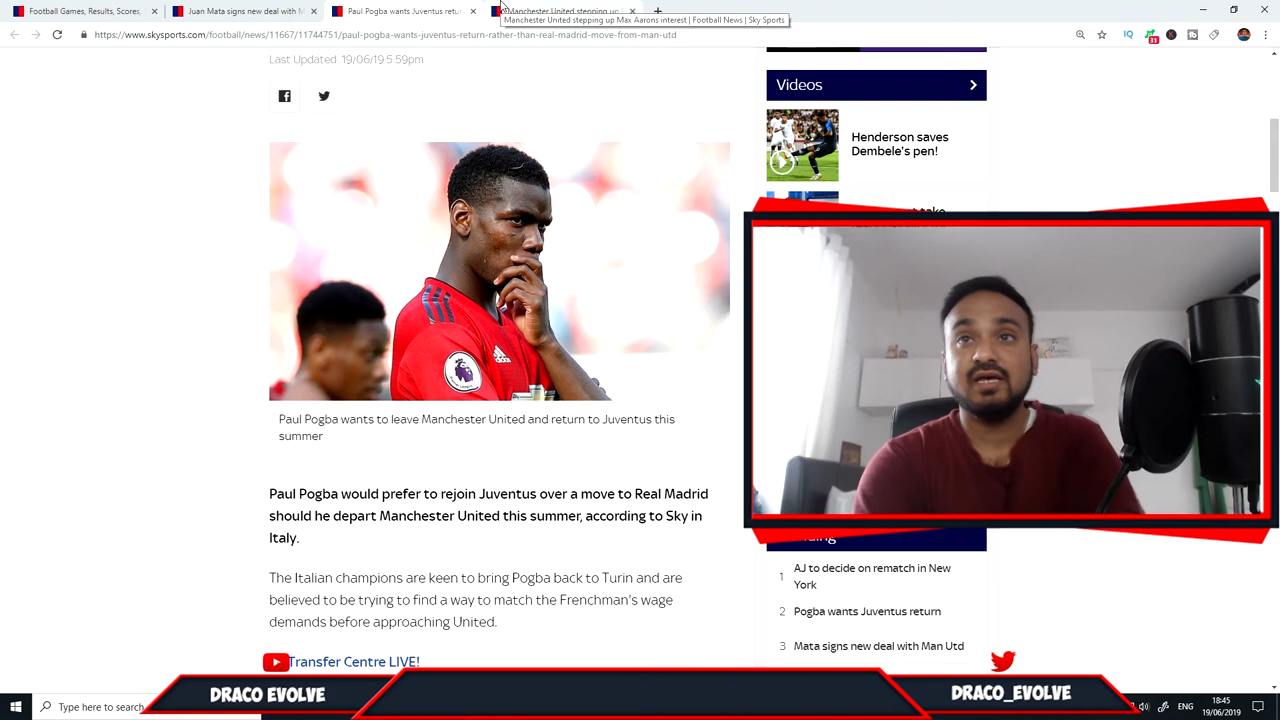 Football Games, Results, Scores,
Juan Mata signs new deal with M
Paul Pogba wants Juventus retur
Manchester United stepping up
Manchester United stepping up Max Aarons interest | Football News | Sky Sports
https://www.skysports.com/football/news/11667/11744751/paul-pogba-wants-juventus-return-rather-than-real-madrid-move-from-man-utd
IQ
31
Last Updated 19/06/19 5:59pm
Videos
Henderson saves
Dembele's pen!
take
Paul Pogba wants to leave Manchester United and return to Juventus this
summer
Paul Pogba would prefer to rejoin Juventus over a move to Real Madrid
should he depart Manchester United this summer, according to Sky in
Italy.
The Italian champions are keen to bring Pogba back to Turin and are
believed to be trying to find a way to match the Frenchman's wage
demands before approaching United.
Transfer Centre LIVE!
1 AJ to decide on rematch in New
York
2 Pogba wants Juventus return
3 Mata signs new deal with Man Utd
DRACO EVOLVE
DRACO_EVOLVE
Type here to search
ENG
18:45
19/06/2019